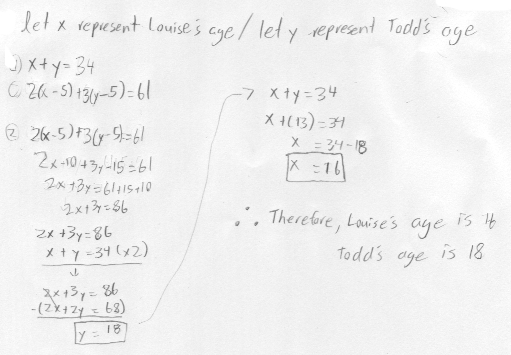 let x represent Louise's age / let y represent Todd's age
1) x+y=34
② 2(x-5)+3(y-5)=61
② 2(x-5)+3(y-5)=61
2x-10+3y-15=61
2x+3y=61+15+10
2x+3y=86
2x+3y=86
x+y=34 (x2)
↓
2x+3y=86
-(2x+2y=68)
y=18
→ x+y=34
x+(18)=34
x =34-18
x =16
∴ Therefore, Louise's age is 16
Todd's age is 18